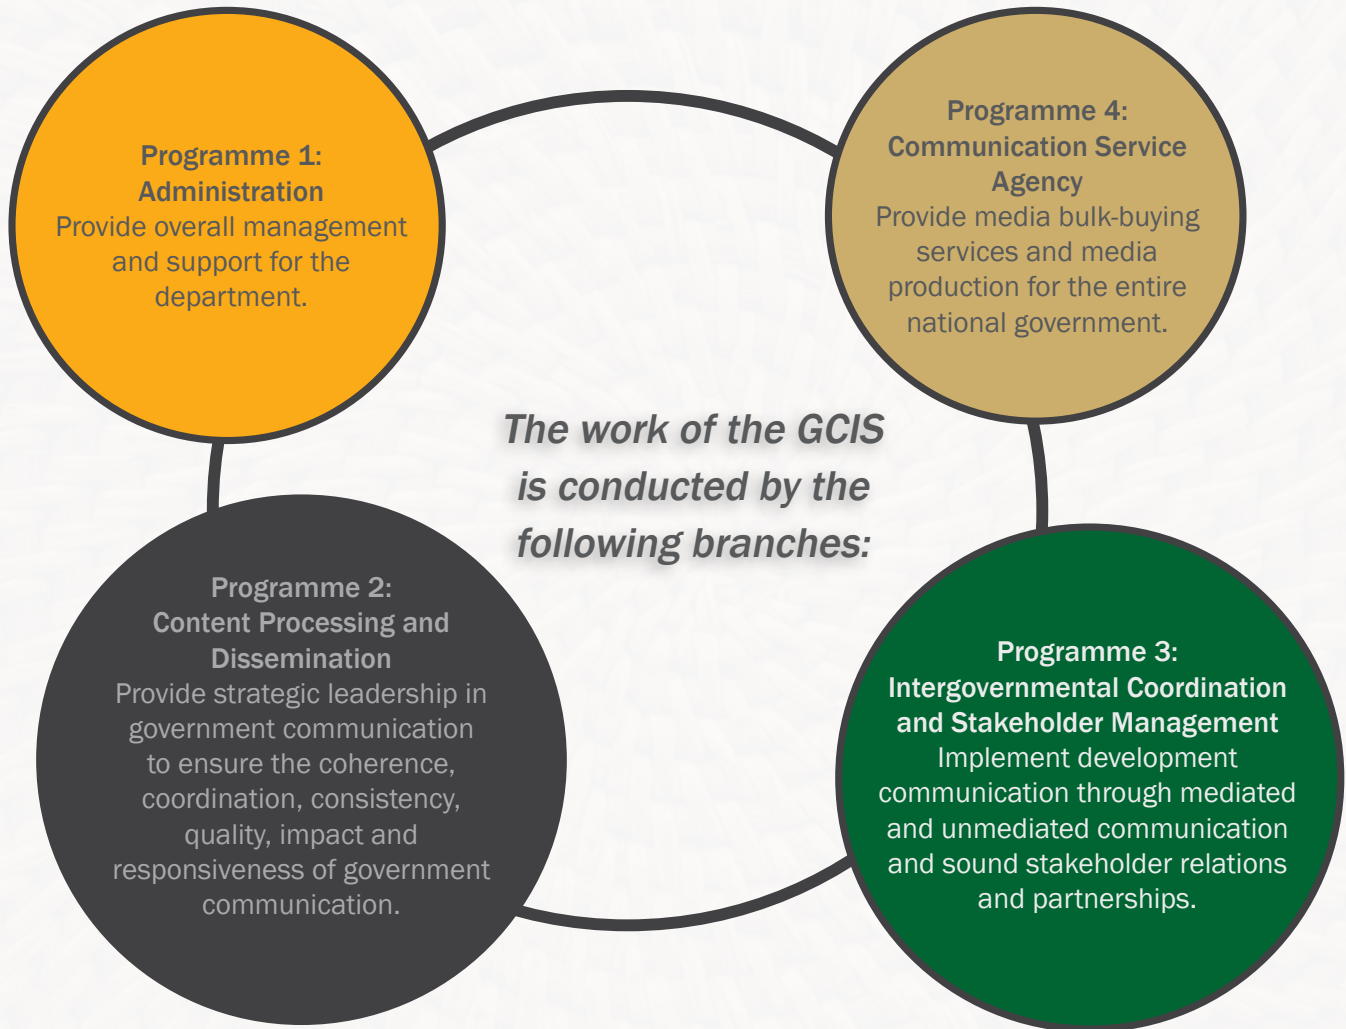 Programme 1:
Administration
Provide overall management
and support for the
department.
Programme 4:
Communication Service
Agency
Provide media bulk-buying
services and media
production for the entire
national government.
The work of the GCIS
is conducted by the
following branches:
Programme 2:
Content Processing and
Dissemination
Provide strategic leadership in
government communication
to ensure the coherence,
coordination, consistency,
quality, impact and
responsiveness of government
communication.
Programme 3:
Intergovernmental Coordination
and Stakeholder Management
Implement development
communication through mediated
and unmediated communication
and sound stakeholder relations
and partnerships.